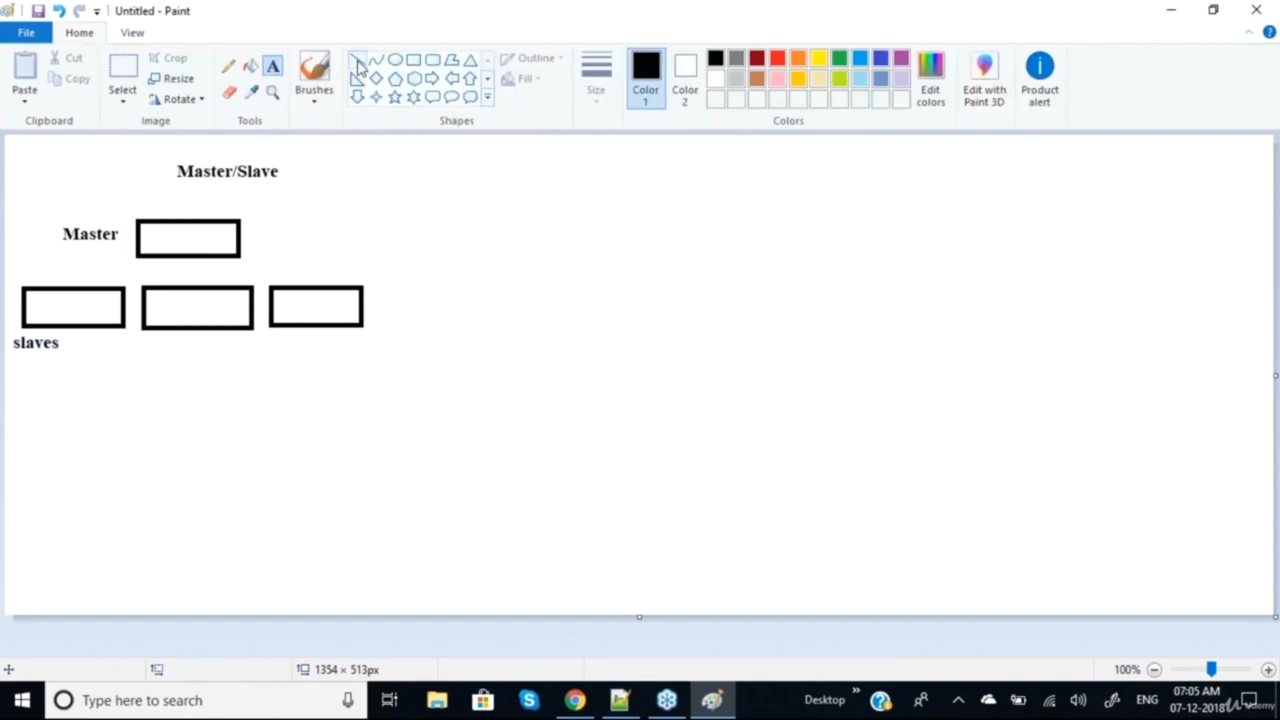 Untitled - Paint
File Home View
Paste
Cut
Copy
Clipboard
Select
Crop
Resize
Rotate
Image
A
Tools
Brushes
Outline
Fill
Shapes
Size
Color 1
Color 2
Edit colors
Colors
Edit with Paint 3D
Product alert
Master/Slave
Master
slaves
1354 × 513px
100%
Type here to search
Desktop
ENG
07:05 AM
07-12-2018
Udemy